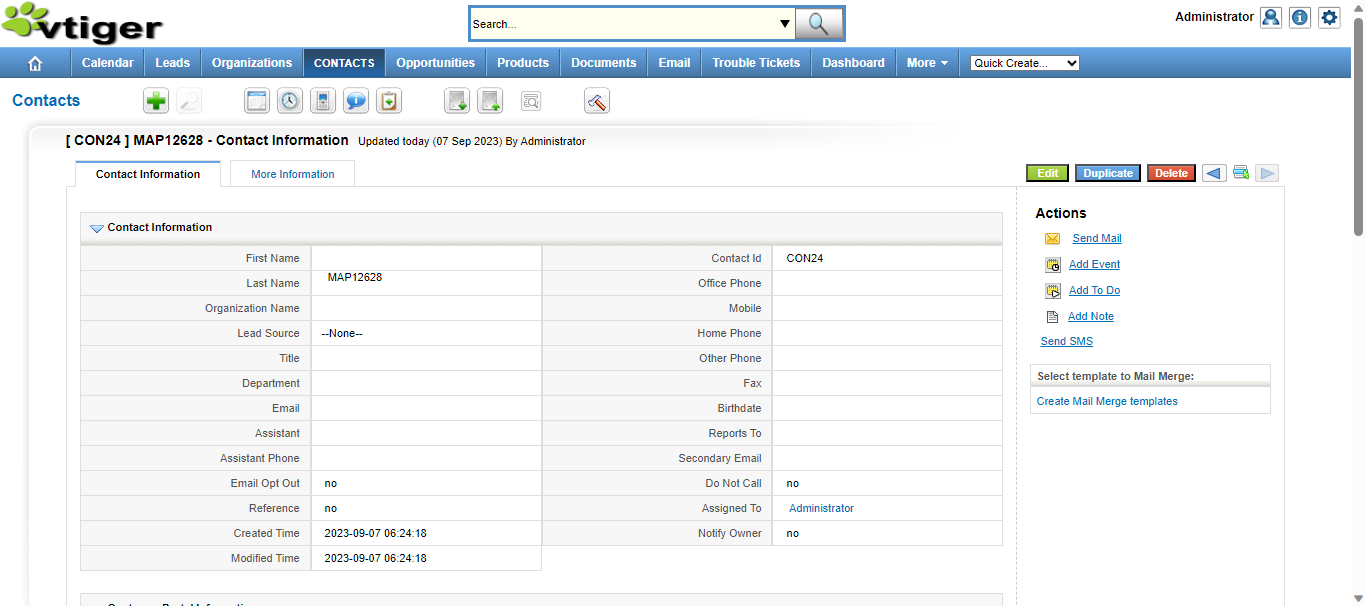 vtiger
Search...
Administrator
Calendar Leads Organizations CONTACTS Opportunities Products Documents Email Trouble Tickets Dashboard More Quick Create...
Contacts
[ CON24 ] MAP12628 - Contact Information Updated today (07 Sep 2023) By Administrator
Contact Information More Information
Edit Duplicate Delete
Contact Information
First Name
Contact Id CON24
Last Name MAP12628
Office Phone
Organization Name
Mobile
Lead Source --None--
Home Phone
Title
Other Phone
Department
Fax
Email
Birthdate
Assistant
Reports To
Assistant Phone
Secondary Email
Email Opt Out no
Do Not Call no
Reference no
Assigned To Administrator
Created Time 2023-09-07 06:24:18
Notify Owner no
Modified Time 2023-09-07 06:24:18
Actions
Send Mail
Add Event
Add To Do
Add Note
Send SMS
Select template to Mail Merge:
Create Mail Merge templates